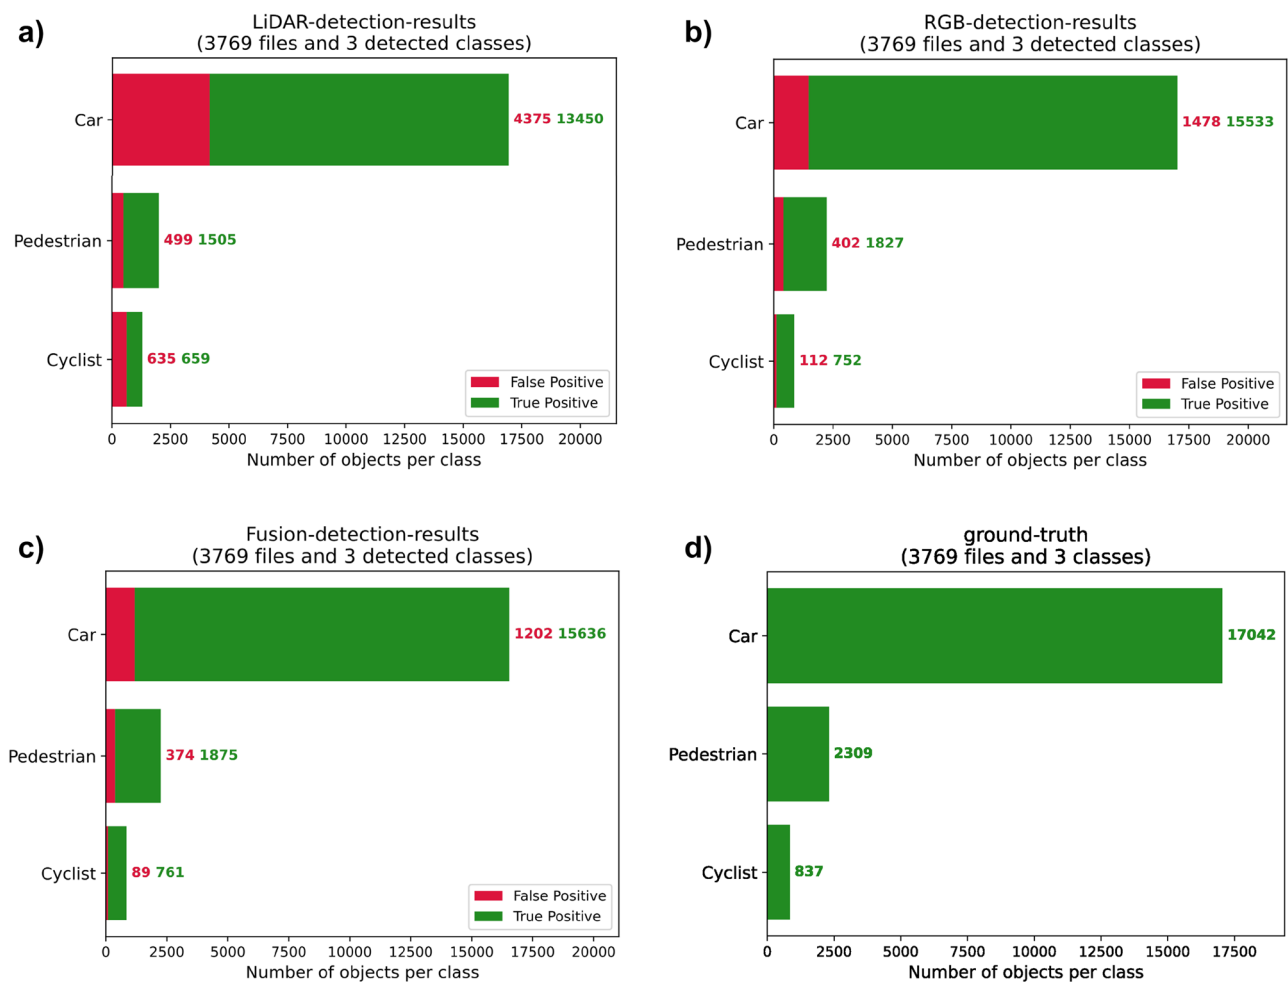 a)
LiDAR-detection-results
(3769 files and 3 detected classes)
Car
4375 13450
Pedestrian
499 1505
Cyclist
635 659
False Positive
True Positive
0 2500 5000 7500 10000 12500 15000 17500 20000
Number of objects per class
b)
RGB-detection-results
(3769 files and 3 detected classes)
Car
1478 15533
Pedestrian
402 1827
Cyclist
112 752
False Positive
True Positive
0 2500 5000 7500 10000 12500 15000 17500 20000
Number of objects per class
c)
Fusion-detection-results
(3769 files and 3 detected classes)
Car
1202 15636
Pedestrian
374 1875
Cyclist
89 761
False Positive
True Positive
0 2500 5000 7500 10000 12500 15000 17500 20000
Number of objects per class
d)
ground-truth
(3769 files and 3 classes)
Car
17042
Pedestrian
2309
Cyclist
837
0 2500 5000 7500 10000 12500 15000 17500
Number of objects per class